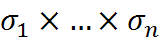 σ₁ × … × σₙ